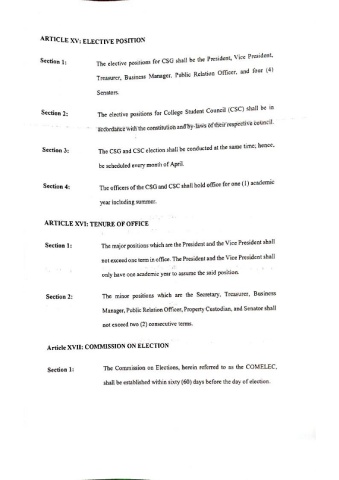 ARTICLE XV: ELECTIVE POSITION
Section 1: The elective positions for CSG shall be the President, Vice President,
Treasurer, Business Manager, Public Relation Officer, and four (4)
Senators.
Section 2: The elective positions for College Student Council (CSC) shall be in
accordance with the constitution and by-laws of their respective council.
Section 3: The CSG and CSC election shall be conducted at the same time; hence,
be scheduled every month of April.
Section 4: The officers of the CSG and CSC shall hold office for one (1) academic
year including summer.
ARTICLE XVI: TENURE OF OFFICE
Section 1: The major positions which are the President and the Vice President shall
not exceed one term in office. The President and the Vice President shall
only have one academic year to assume the said position.
Section 2: The minor positions which are the Secretary, Treasurer, Business
Manager, Public Relation Officer, Property Custodian, and Senator shall
not exceed two (2) consecutive terms.
Article XVII: COMMISSION ON ELECTION
Section 1: The Commission on Elections, herein referred to as the COMELEC,
shall be established within sixty (60) days before the day of election.